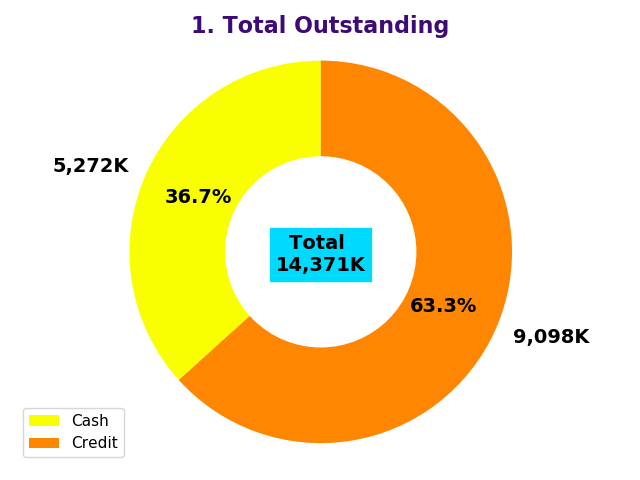 1. Total Outstanding
5,272K
36.7%
Total
14,371K
63.3%
9,098K
Cash
Credit